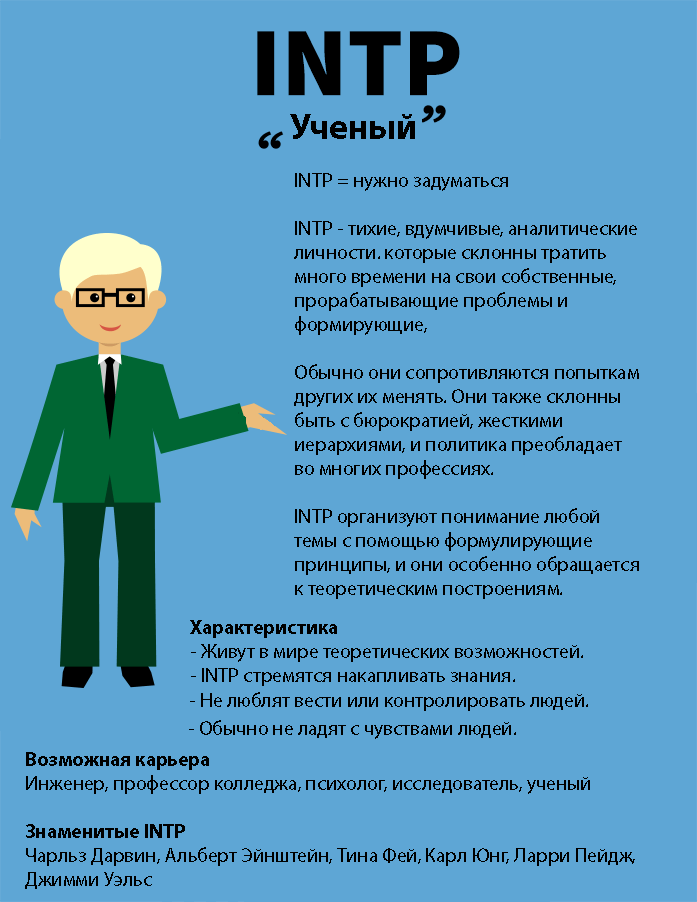 INTP
“ Ученый ”
INTP = нужно задуматься
INTP - тихие, вдумчивые, аналитические
личности. которые склонны тратить
много времени на свои собственные,
прорабатывающие проблемы и
формирующие,
Обычно они сопротивляются попыткам
других их менять. Они также склонны
быть с бюрократией, жесткими
иерархиями, и политика преобладает
во многих профессиях.
INTP организуют понимание любой
темы с помощью формулирующие
принципы, и они особенно обращается
к теоретическим построениям.
Характеристика
- Живут в мире теоретических возможностей.
- INTP стремятся накапливать знания.
- Не люблят вести или контролировать людей.
- Обычно не ладят с чувствами людей.
Возможная карьера
Инженер, профессор колледжа, психолог, исследователь, ученый
Знаменитые INTP
Чарльз Дарвин, Альберт Эйнштейн, Тина Фей, Карл Юнг, Ларри Пейдж,
Джимми Уэльс